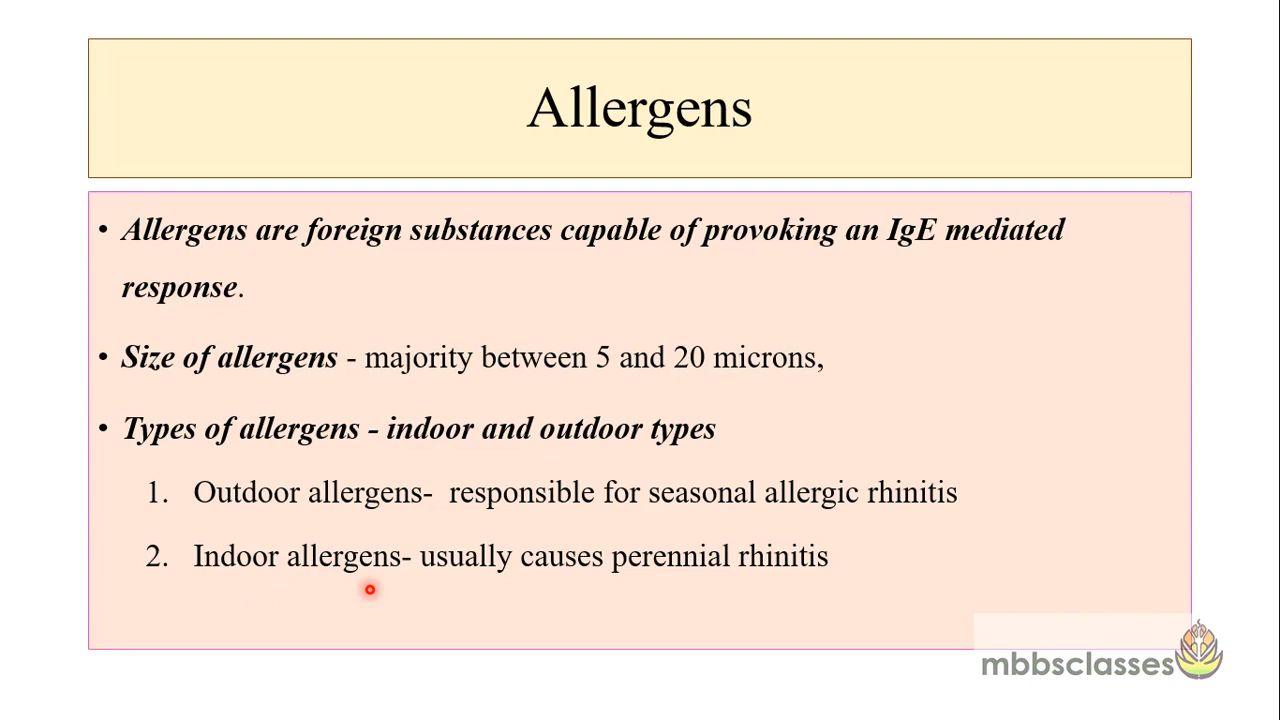 Allergens
• Allergens are foreign substances capable of provoking an IgE mediated
response.
• Size of allergens - majority between 5 and 20 microns,
• Types of allergens - indoor and outdoor types
1. Outdoor allergens-  responsible for seasonal allergic rhinitis
2. Indoor allergens- usually causes perennial rhinitis
mbbsclasses